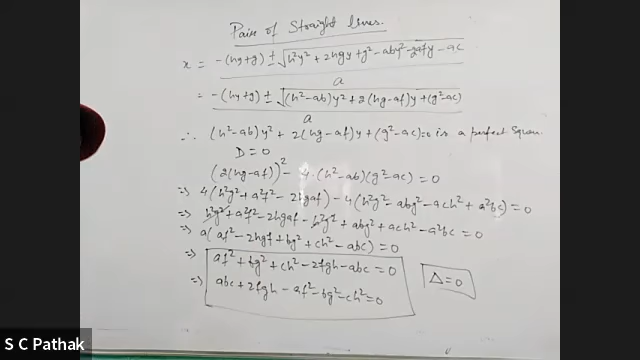 Pair of Straight lines.
x = -(hy+g) ± √h²y² + 2hgy + g² - aby² - 2afy - ac
a
= -(hy+g) ± √(h²-ab)y² + 2(hg-af)y + (g²-ac)
a
∴ (h²-ab)y² + 2(hg-af)y + (g²-ac)=0 is a perfect square.
D = 0
(2(hg-af))² - 4·(h²-ab)(g²-ac) = 0
⇒ 4(h²g² + a²f² - 2hgaf) - 4(h²g² - abg² - ach² + a²bc) = 0
⇒ h²g² + a²f² - 2hgaf - h²g² + abg² + ach² - a²bc = 0
⇒ a(af² - 2hgf + bg² + ch² - abc) = 0
⇒ af² + bg² + ch² - 2fgh - abc = 0
⇒ abc + 2fgh - af² - bg² - ch² = 0
Δ = 0
S C Pathak